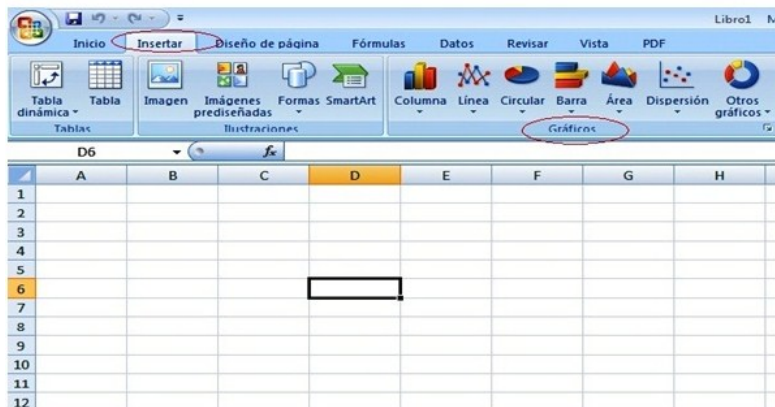 Libro1
Inicio Insertar Diseño de página Fórmulas Datos Revisar Vista PDF
Tabla dinámica Tabla Imagen Imágenes prediseñadas Formas SmartArt Columna Línea Circular Barra Área Dispersión Otros gráficos
Tablas Ilustraciones Gráficos
D6 fx
A B C D E F G H
1
2
3
4
5
6
7
8
9
10
11
12